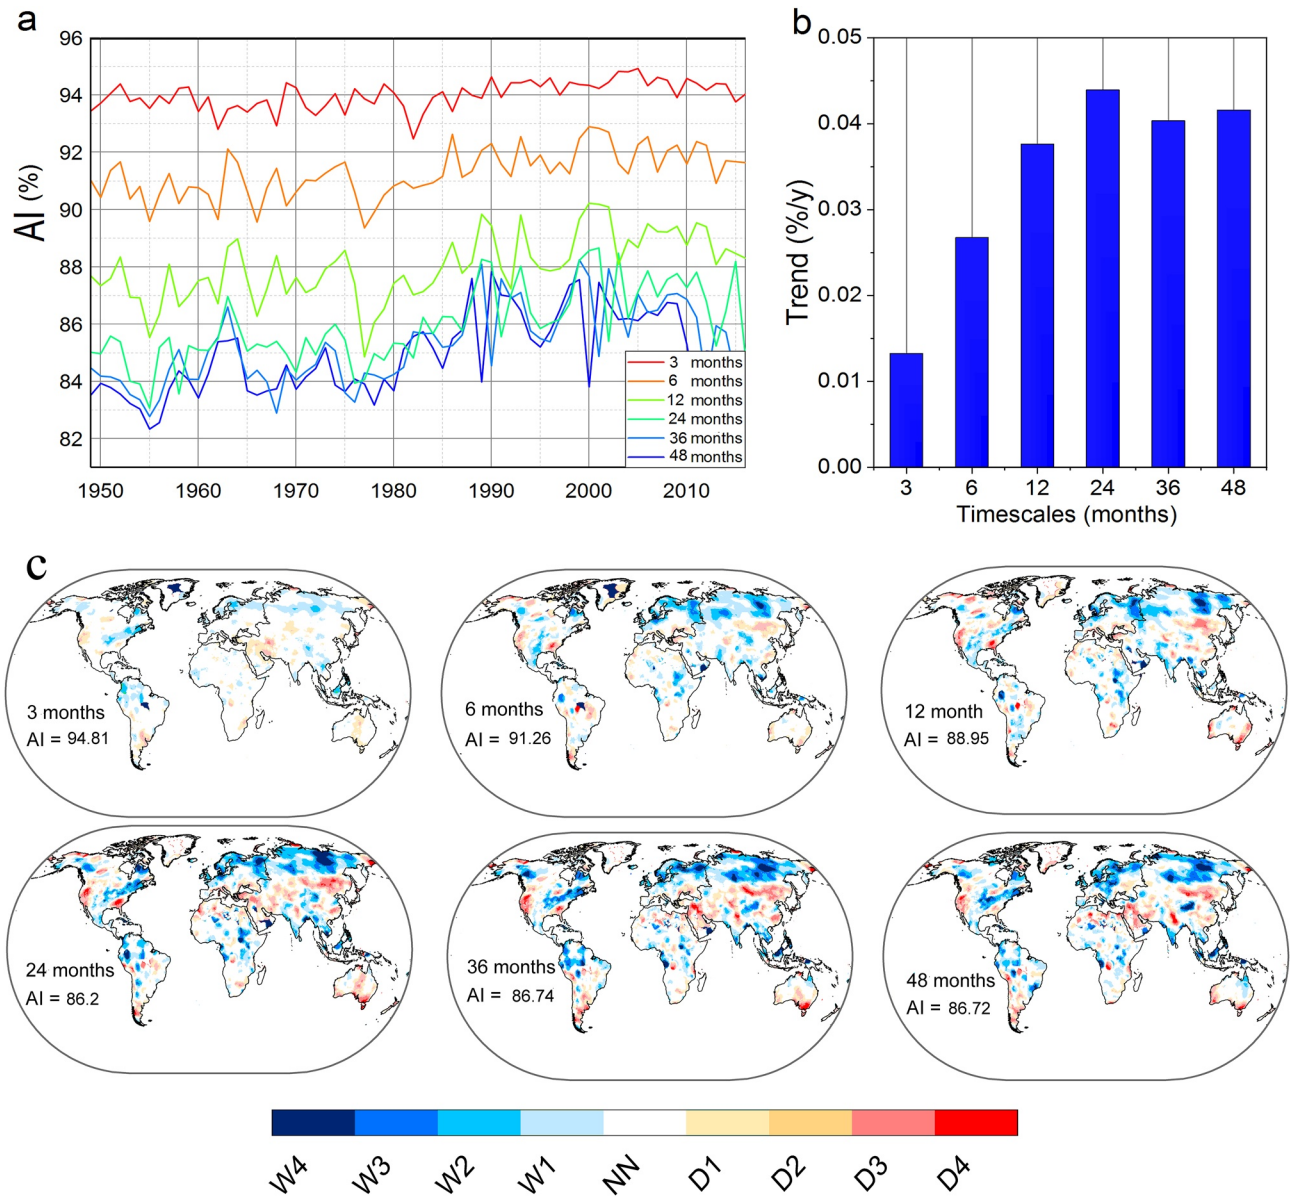 a
96
94
92
90
88
86
84
82
AI (%)
1950 1960 1970 1980 1990 2000 2010
3 months
6 months
12 months
24 months
36 months
48 months
b
0.05
0.04
0.03
0.02
0.01
0.00
Trend (%/y)
3 6 12 24 36 48
Timescales (months)
c
3 months
AI = 94.81
6 months
AI = 91.26
12 month
AI = 88.95
24 months
AI = 86.2
36 months
AI = 86.74
48 months
AI = 86.72
W4 W3 W2 W1 NN D1 D2 D3 D4